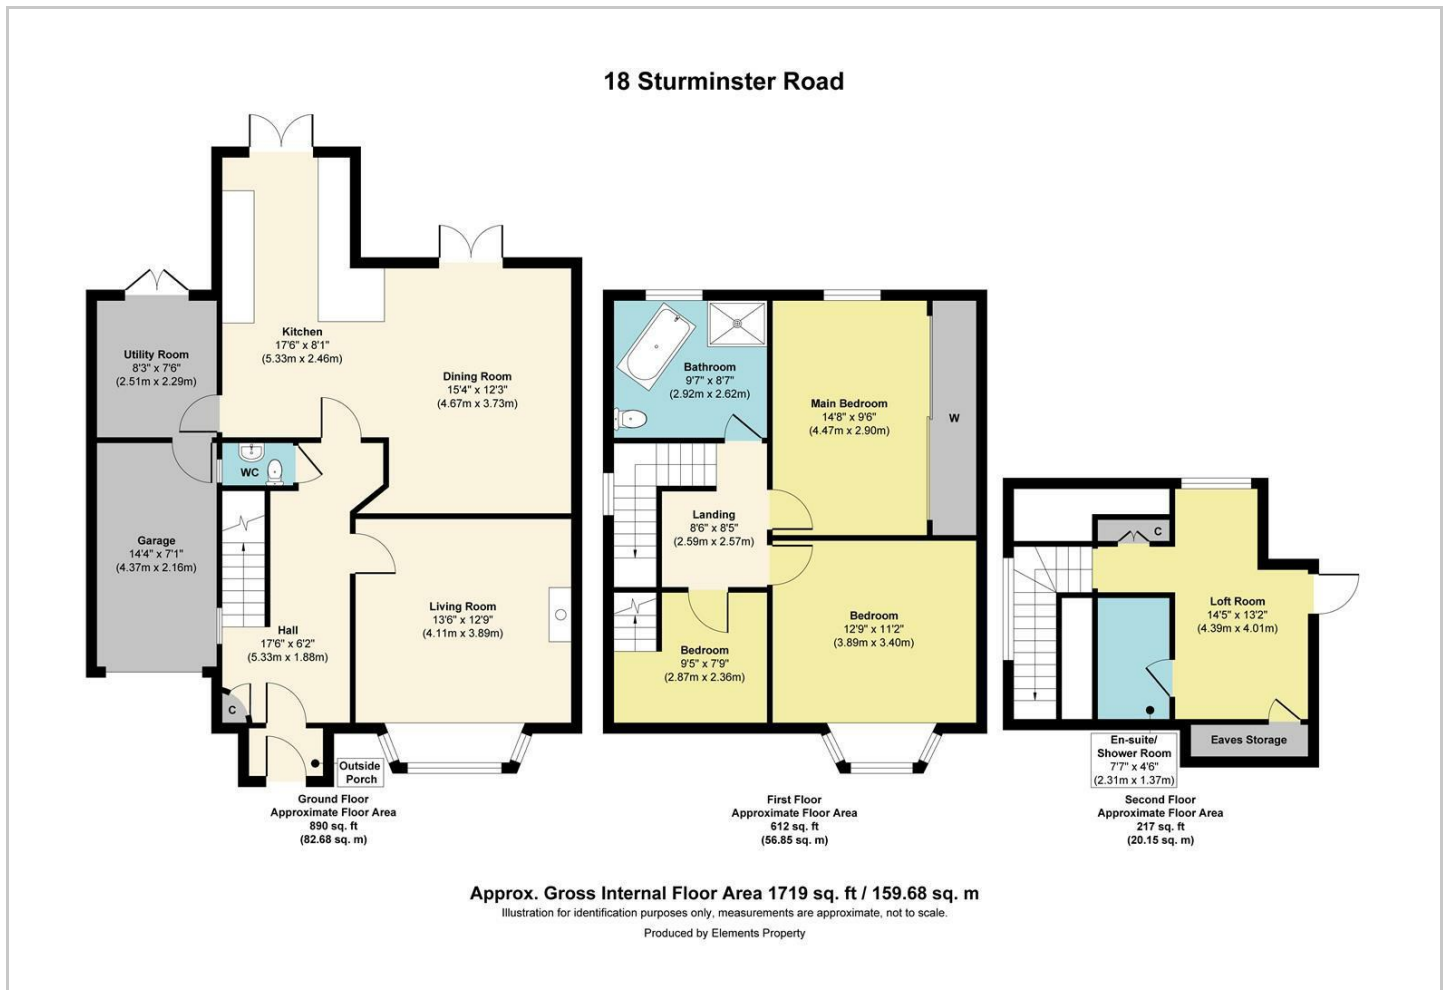 18 Sturminster Road
Kitchen
17'6" x 8'1"
(5.33m x 2.46m)
Utility Room
8'3" x 7'6"
(2.51m x 2.29m)
Dining Room
15'4" x 12'3"
(4.67m x 3.73m)
WC
Garage
14'4" x 7'1"
(4.37m x 2.16m)
Living Room
13'6" x 12'9"
(4.11m x 3.89m)
Hall
17'6" x 6'2"
(5.33m x 1.88m)
C
Outside
Porch
Ground Floor
Approximate Floor Area
890 sq. ft
(82.68 sq. m)
Bathroom
9'7" x 8'7"
(2.92m x 2.62m)
Main Bedroom
14'8" x 9'6"
(4.47m x 2.90m)
W
Landing
8'6" x 8'5"
(2.59m x 2.57m)
Bedroom
12'9" x 11'2"
(3.89m x 3.40m)
Bedroom
9'5" x 7'9"
(2.87m x 2.36m)
First Floor
Approximate Floor Area
612 sq. ft
(56.85 sq. m)
C
Loft Room
14'5" x 13'2"
(4.39m x 4.01m)
En-suite/
Shower Room
7'7" x 4'6"
(2.31m x 1.37m)
Eaves Storage
Second Floor
Approximate Floor Area
217 sq. ft
(20.15 sq. m)
Approx. Gross Internal Floor Area 1719 sq. ft / 159.68 sq. m
Illustration for identification purposes only, measurements are approximate, not to scale.
Produced by Elements Property